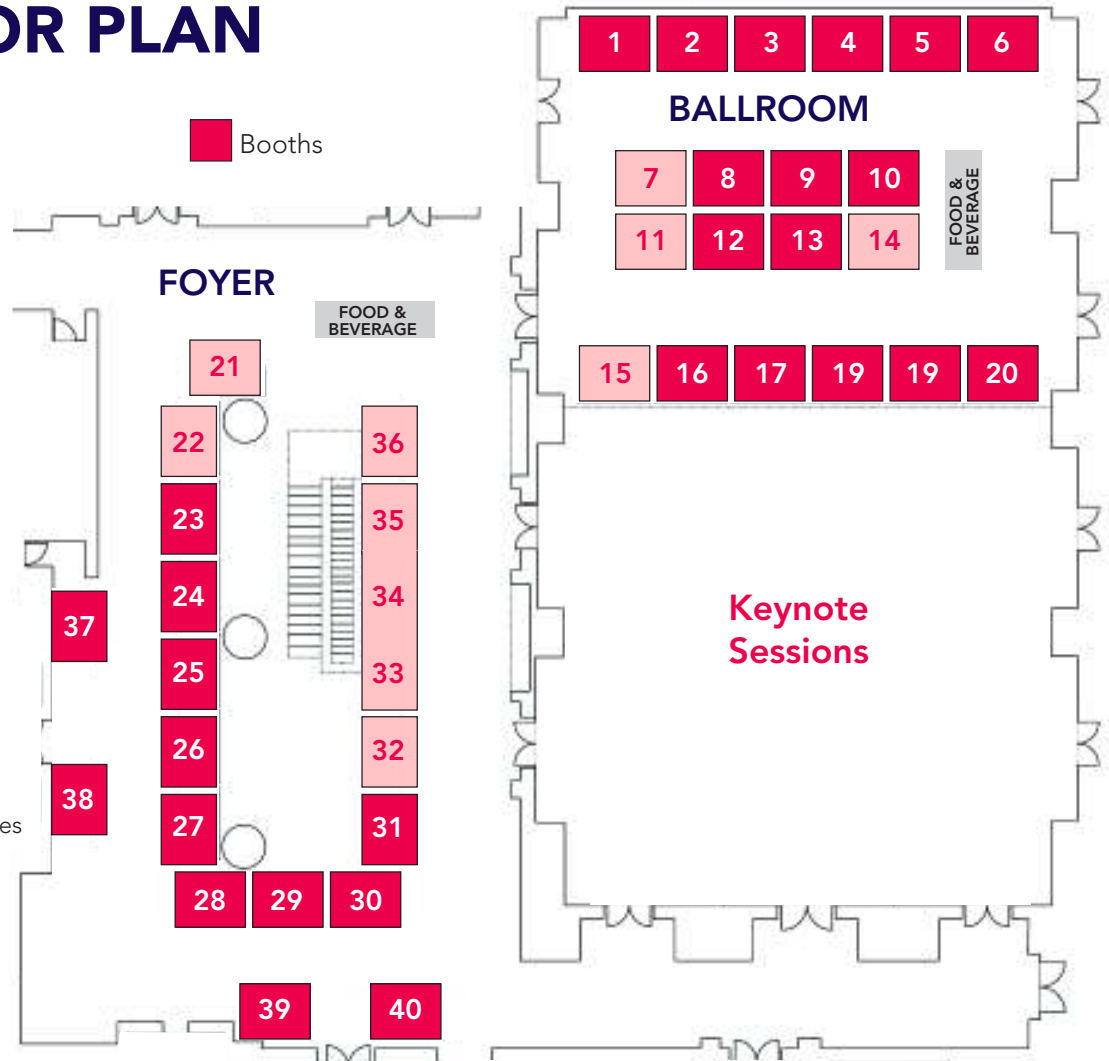 OR PLAN
Booths
BALLROOM
1 2 3 4 5 6
7 8 9 10
11 12 13 14
FOOD &
BEVERAGE
15 16 17 19 19 20
Keynote
Sessions
FOYER
FOOD &
BEVERAGE
21
22
23
24
25
26
27
28 29 30
31
32
33
34
35
36
37
38
es
39 40